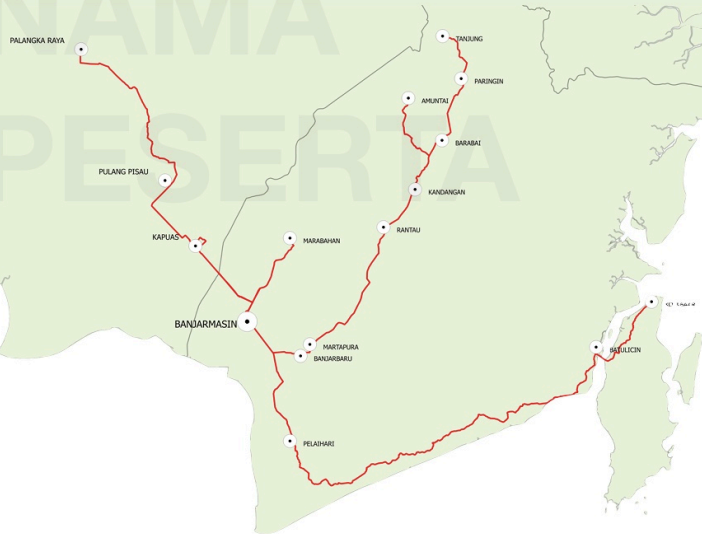 NAMA
PESERTA
PALANGKA RAYA
TANJUNG
PARINGIN
AMUNTAI
BARABAI
PULANG PISAU
KANDANGAN
RANTAU
KAPUAS
MARABAHAN
BANJARMASIN
MARTAPURA
BANJARBARU
BATULICIN
PELAIHARI